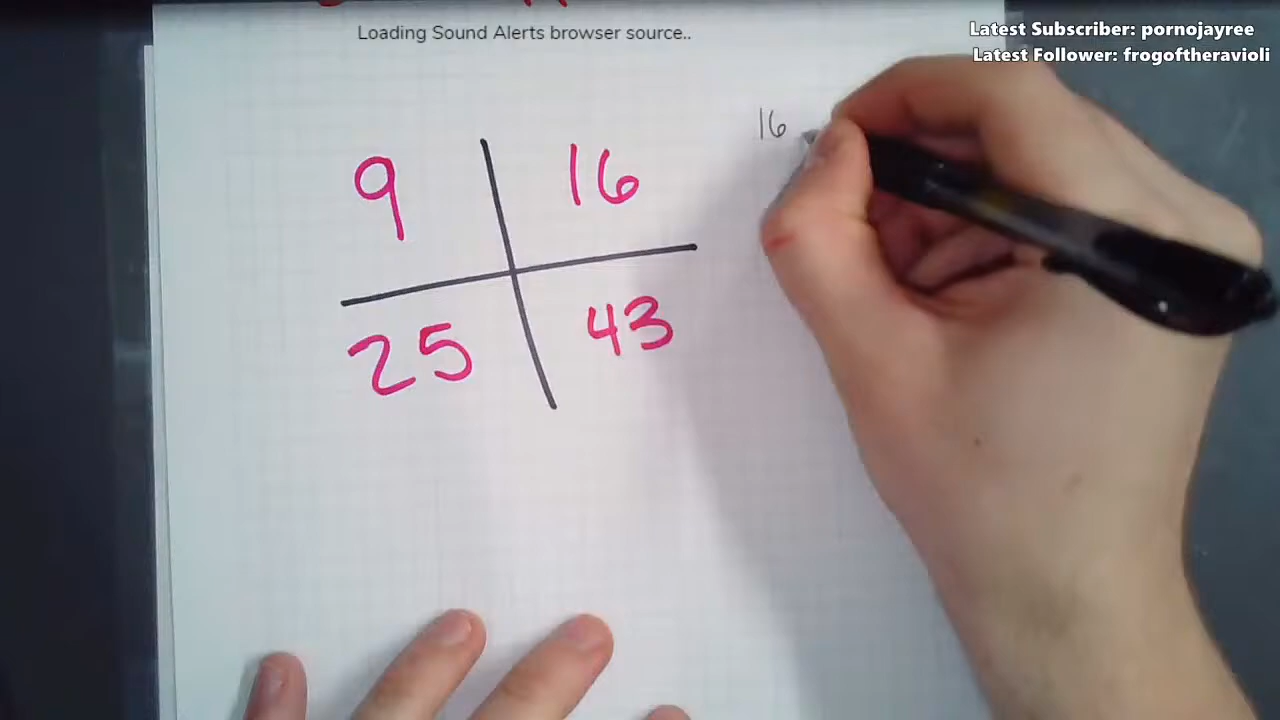 Loading Sound Alerts browser source..
Latest Subscriber: pornojayree
Latest Follower: frogoftheravioli
16
9 16
25 43